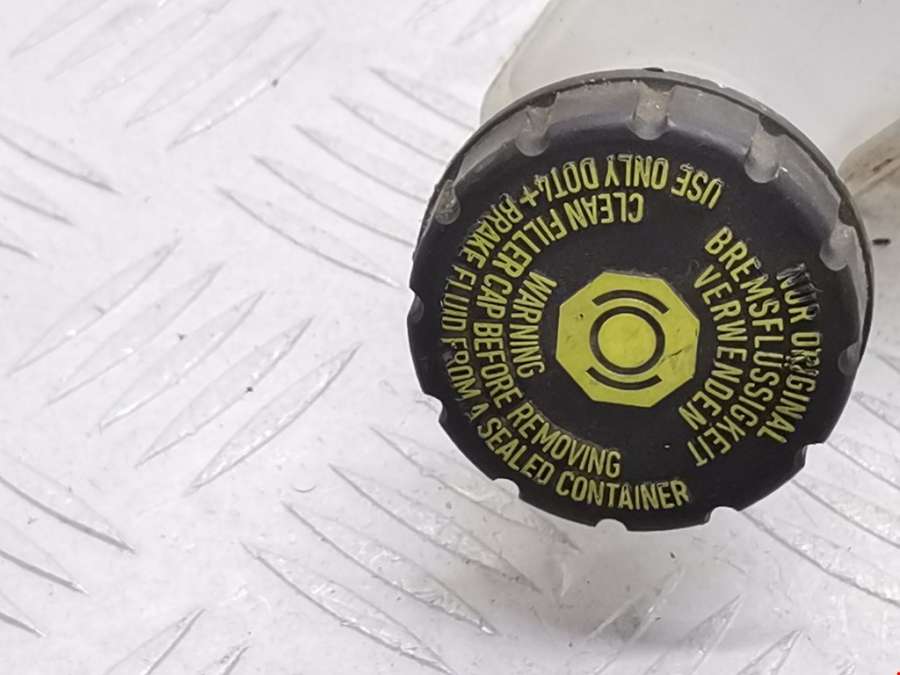 WARNING
CLEAN FILLER CAP BEFORE REMOVING
USE ONLY DOT4+ BRAKE FLUID FROM A SEALED CONTAINER
NUR ORIGINAL
BREMSFLÜSSIGKEIT
VERWENDEN